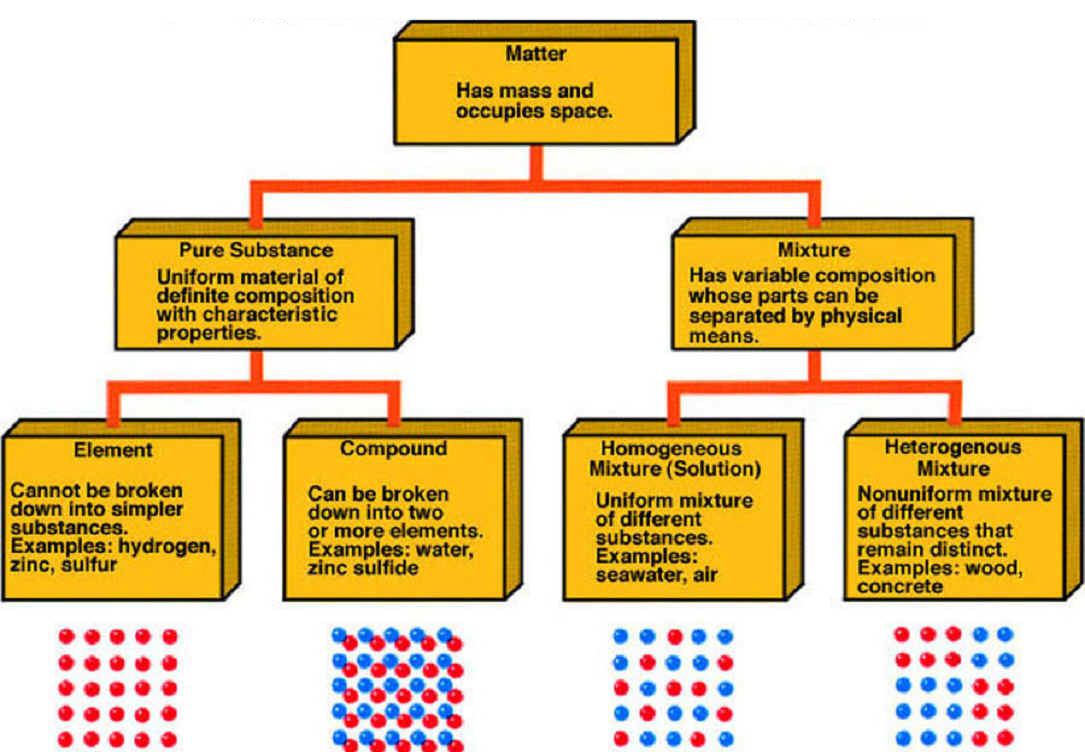 Matter
Has mass and
occupies space.
Pure Substance
Uniform material of
definite composition
with characteristic
properties.
Mixture
Has variable composition
whose parts can be
separated by physical
means.
Element
Cannot be broken
down into simpler
substances.
Examples: hydrogen,
zinc, sulfur
Compound
Can be broken
down into two
or more elements.
Examples: water,
zinc sulfide
Homogeneous
Mixture (Solution)
Uniform mixture
of different
substances.
Examples:
seawater, air
Heterogenous
Mixture
Nonuniform mixture
of different
substances that
remain distinct.
Examples: wood,
concrete